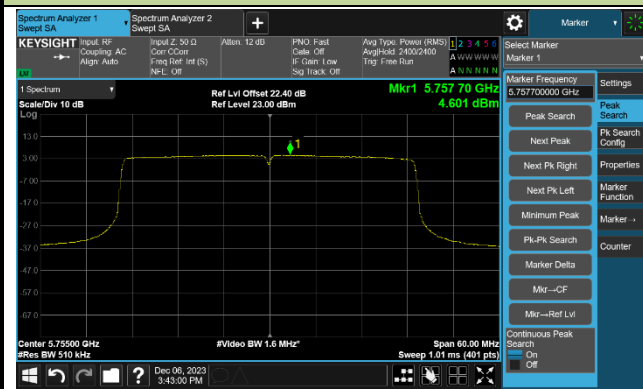 Spectrum Analyzer 1
Swept SA
Spectrum Analyzer 2
Swept SA
+
Marker
KEYSIGHT
Input: RF
Coupling: AC
Align: Auto
Input Z: 50 Ω
Corr CCorr
Freq Ref: Int (S)
NFE: Off
Atten: 12 dB
PNO: Fast
Gate: Off
IF Gain: Low
Sig Track: Off
Avg Type: Power (RMS)
Avg|Hold: 2400/2400
Trig: Free Run
1 2 3 4 5 6
A W W W W W
A N N N N N
LXI
Select Marker
Marker 1
1 Spectrum
Scale/Div 10 dB
Log
Ref Lvl Offset 22.40 dB
Ref Level 23.00 dBm
Mkr1 5.757 70 GHz
4.601 dBm
1
13.0
3.00
-7.00
-17.0
-27.0
-37.0
-47.0
-57.0
-67.0
Center 5.75500 GHz
#Res BW 510 kHz
#Video BW 1.6 MHz*
Span 60.00 MHz
Sweep 1.01 ms (401 pts)
Marker Frequency
5.757700000 GHz
Peak Search
Next Peak
Next Pk Right
Next Pk Left
Minimum Peak
Pk-Pk Search
Marker Delta
Mkr→CF
Mkr→Ref Lvl
Continuous Peak
Search
On
Off
Settings
Peak
Search
Pk Search
Config
Properties
Marker
Function
Marker→
Counter
?
Dec 06, 2023
3:43:00 PM